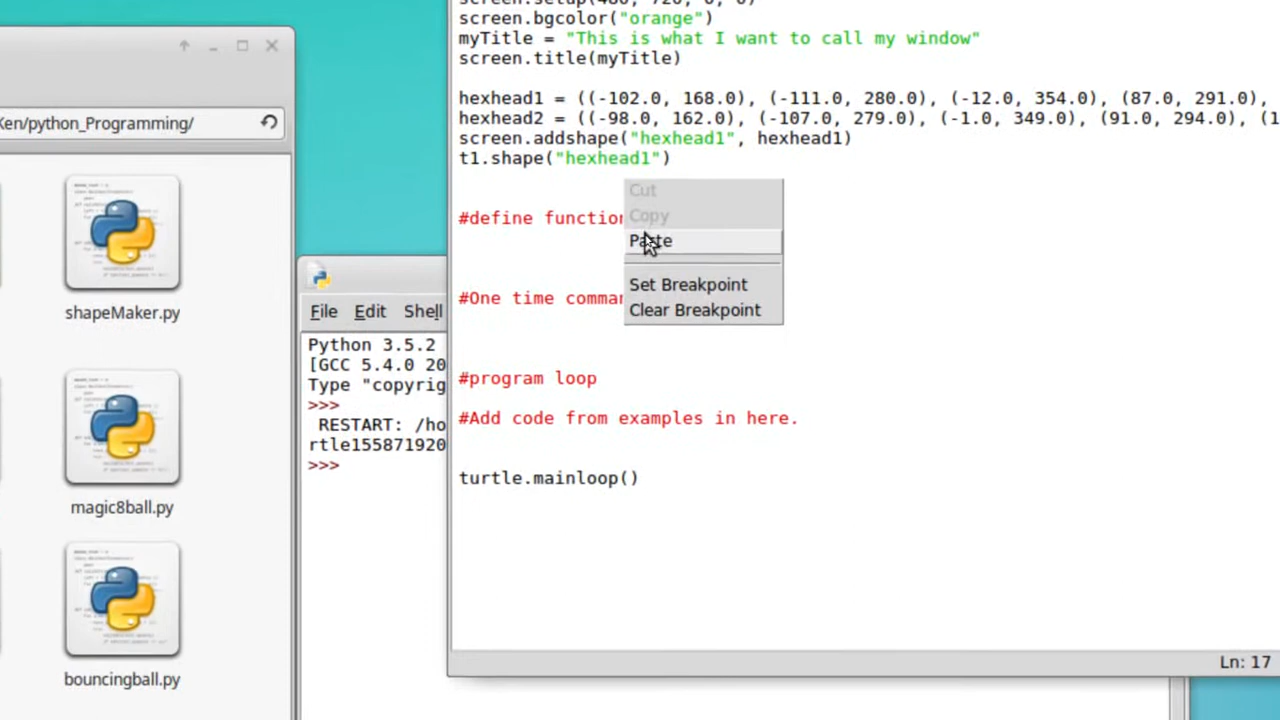 screen.bgcolor("orange")
myTitle = "This is what I want to call my window"
screen.title(myTitle)
hexhead1 = ((-102.0, 168.0), (-111.0, 280.0), (-12.0, 354.0), (87.0, 291.0),
hexhead2 = ((-98.0, 162.0), (-107.0, 279.0), (-1.0, 349.0), (91.0, 294.0), (1
screen.addshape("hexhead1", hexhead1)
t1.shape("hexhead1")
#define function
Cut
Copy
Paste
Set Breakpoint
Clear Breakpoint
#One time comman
#program loop
#Add code from examples in here.
turtle.mainloop()
Ln: 17
Ken/python_Programming/
shapeMaker.py
magic8ball.py
bouncingball.py
File Edit Shell
Python 3.5.2
[GCC 5.4.0 20
Type "copyrig
>>>
RESTART: /ho
rtle155871920
>>>